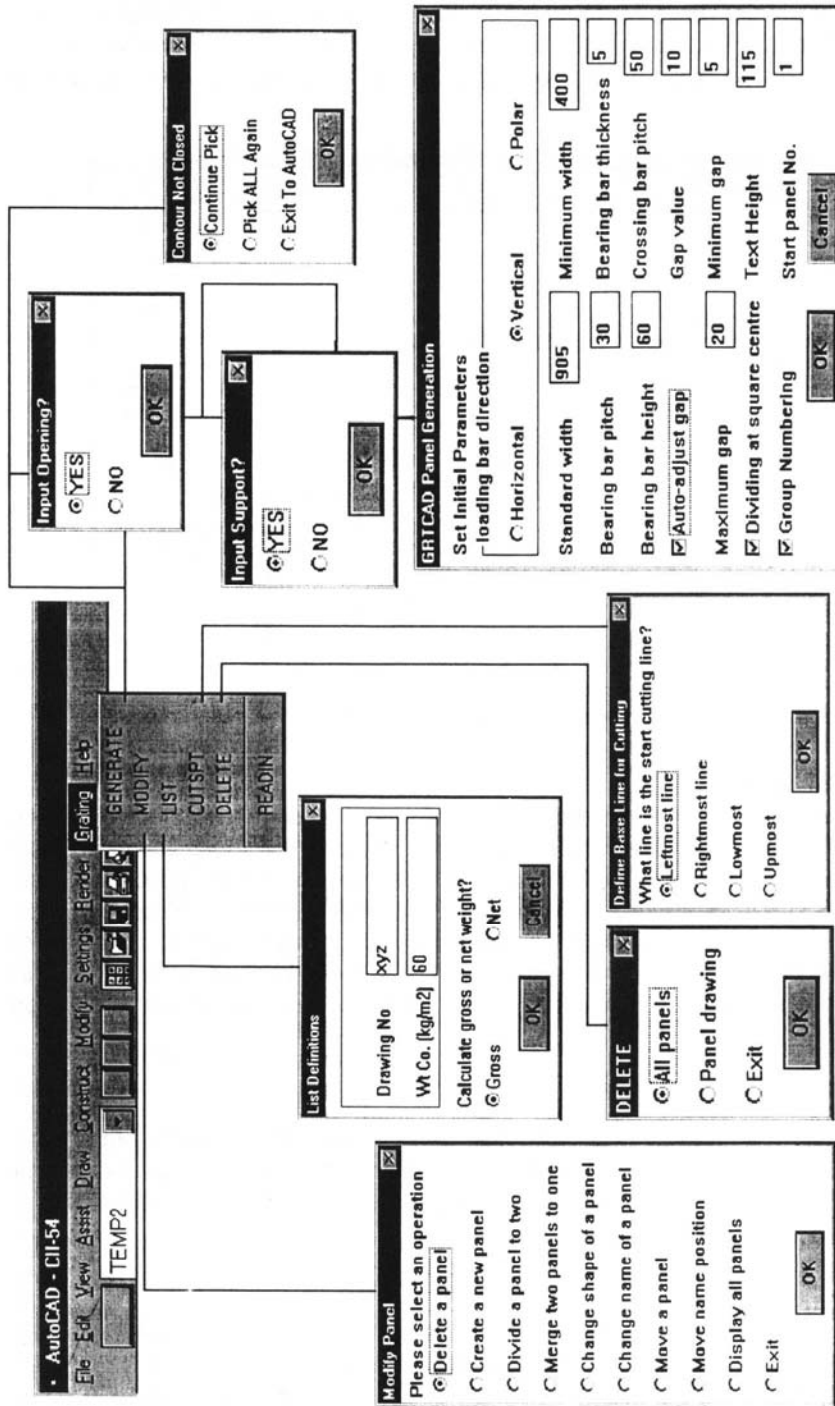 AutoCAD - CII-54
File Edit View Assist Draw Construct Modify Settings Render Grating Help
TEMP2
GENERATE
MODIFY
LIST
CUTSPT
DELETE
READIN
Input Opening?
YES
NO
OK
Contour Not Closed
Continue Pick
Pick ALL Again
Exit To AutoCAD
OK
Input Support?
YES
NO
OK
Modify Panel
Please select an operation
Delete a panel
Create a new panel
Divide a panel to two
Merge two panels to one
Change shape of a panel
Change name of a panel
Move a panel
Move name position
Display all panels
Exit
OK
List Definitions
Drawing No xyz
Wt Co. (kg/m2) 60
Calculate gross or net weight?
Gross Net
OK Cancel
DELETE
All panels
Panel drawing
Exit
OK
Define Base Line for Cutting
What line is the start cutting line?
Leftmost line
Rightmost line
Lowmost
Upmost
OK
GRTCAD Panel Generation
Set Initial Parameters
loading bar direction
Horizontal Vertical Polar
Standard width 905 Minimum width 400
Bearing bar pitch 30 Bearing bar thickness 5
Bearing bar height 60 Crossing bar pitch 50
Auto-adjust gap Gap value 10
Maximum gap 20 Minimum gap 5
Dividing at square centre Text Height 115
Group Numbering Start panel No. 1
OK Cancel